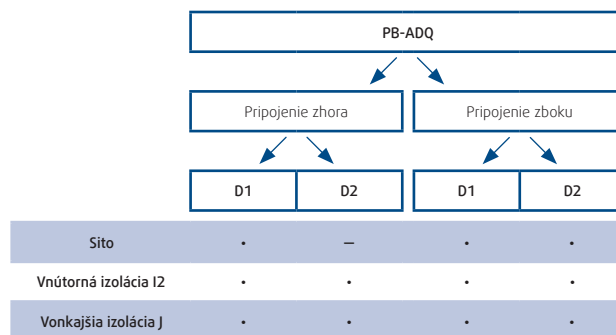 PB-ADQ
Pripojenie zhora Pripojenie zboku
D1 D2 D1 D2
Sito • — • •
Vnútorná izolácia I2 • • • •
Vonkajšia izolácia J • • • •